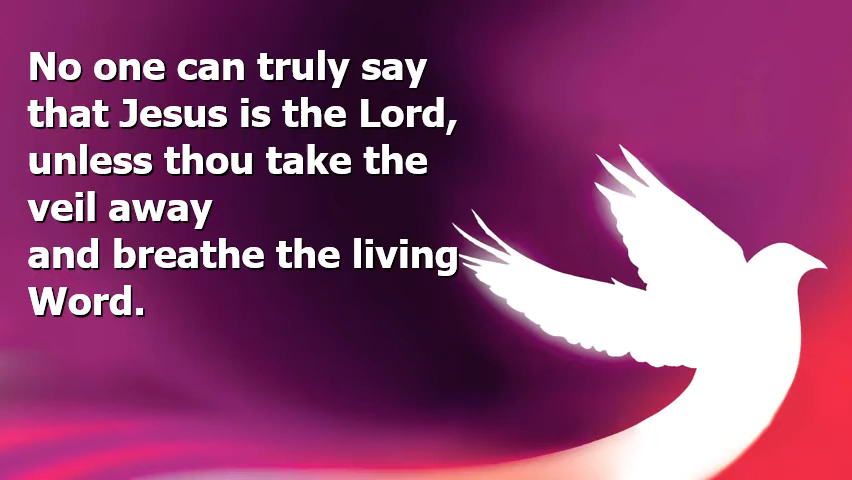 No one can truly say
that Jesus is the Lord,
unless thou take the
veil away
and breathe the living
Word.